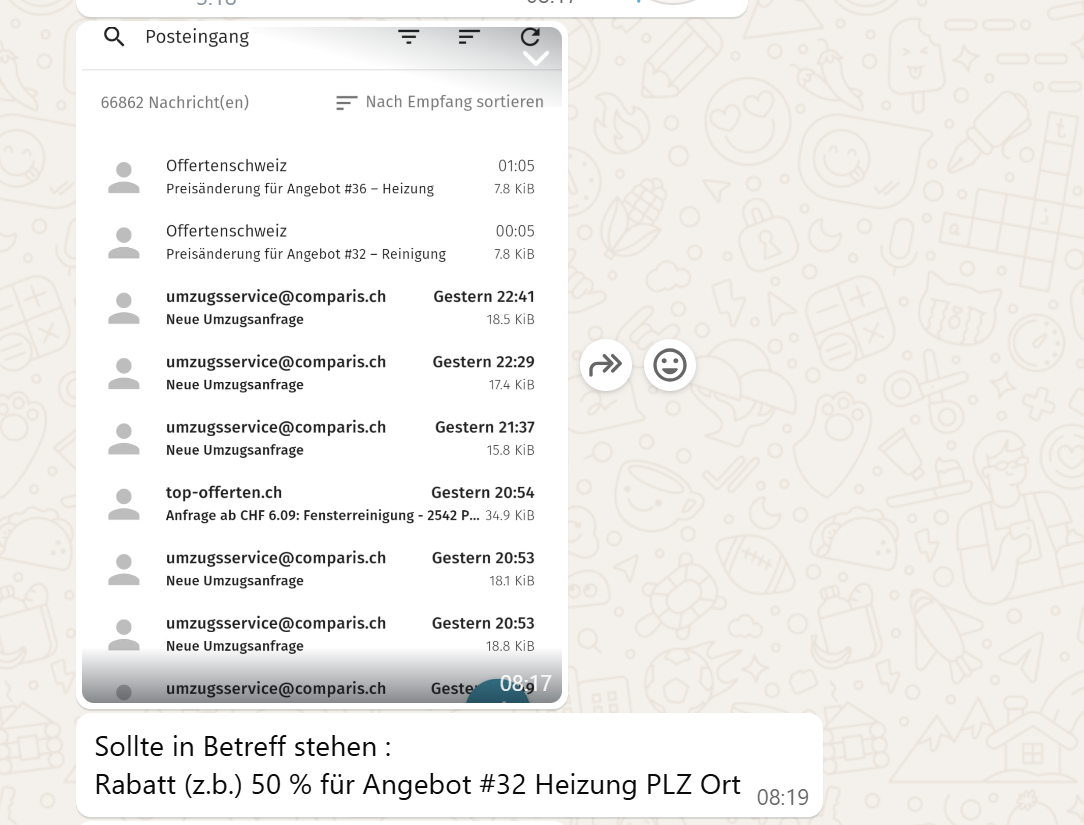 08:17
Posteingang
66862 Nachricht(en) Nach Empfang sortieren
Offertenschweiz 01:05
Preisänderung für Angebot #36 – Heizung 7.8 KiB
Offertenschweiz 00:05
Preisänderung für Angebot #32 – Reinigung 7.8 KiB
umzugsservice@comparis.ch Gestern 22:41
Neue Umzugsanfrage 18.5 KiB
umzugsservice@comparis.ch Gestern 22:29
Neue Umzugsanfrage 17.4 KiB
umzugsservice@comparis.ch Gestern 21:37
Neue Umzugsanfrage 15.8 KiB
top-offerten.ch Gestern 20:54
Anfrage ab CHF 6.09: Fensterreinigung - 2542 P... 34.9 KiB
umzugsservice@comparis.ch Gestern 20:53
Neue Umzugsanfrage 18.1 KiB
umzugsservice@comparis.ch Gestern 20:53
Neue Umzugsanfrage 18.8 KiB
umzugsservice@comparis.ch
08:17
Sollte in Betreff stehen :
Rabatt (z.b.) 50 % für Angebot #32 Heizung PLZ Ort 08:19